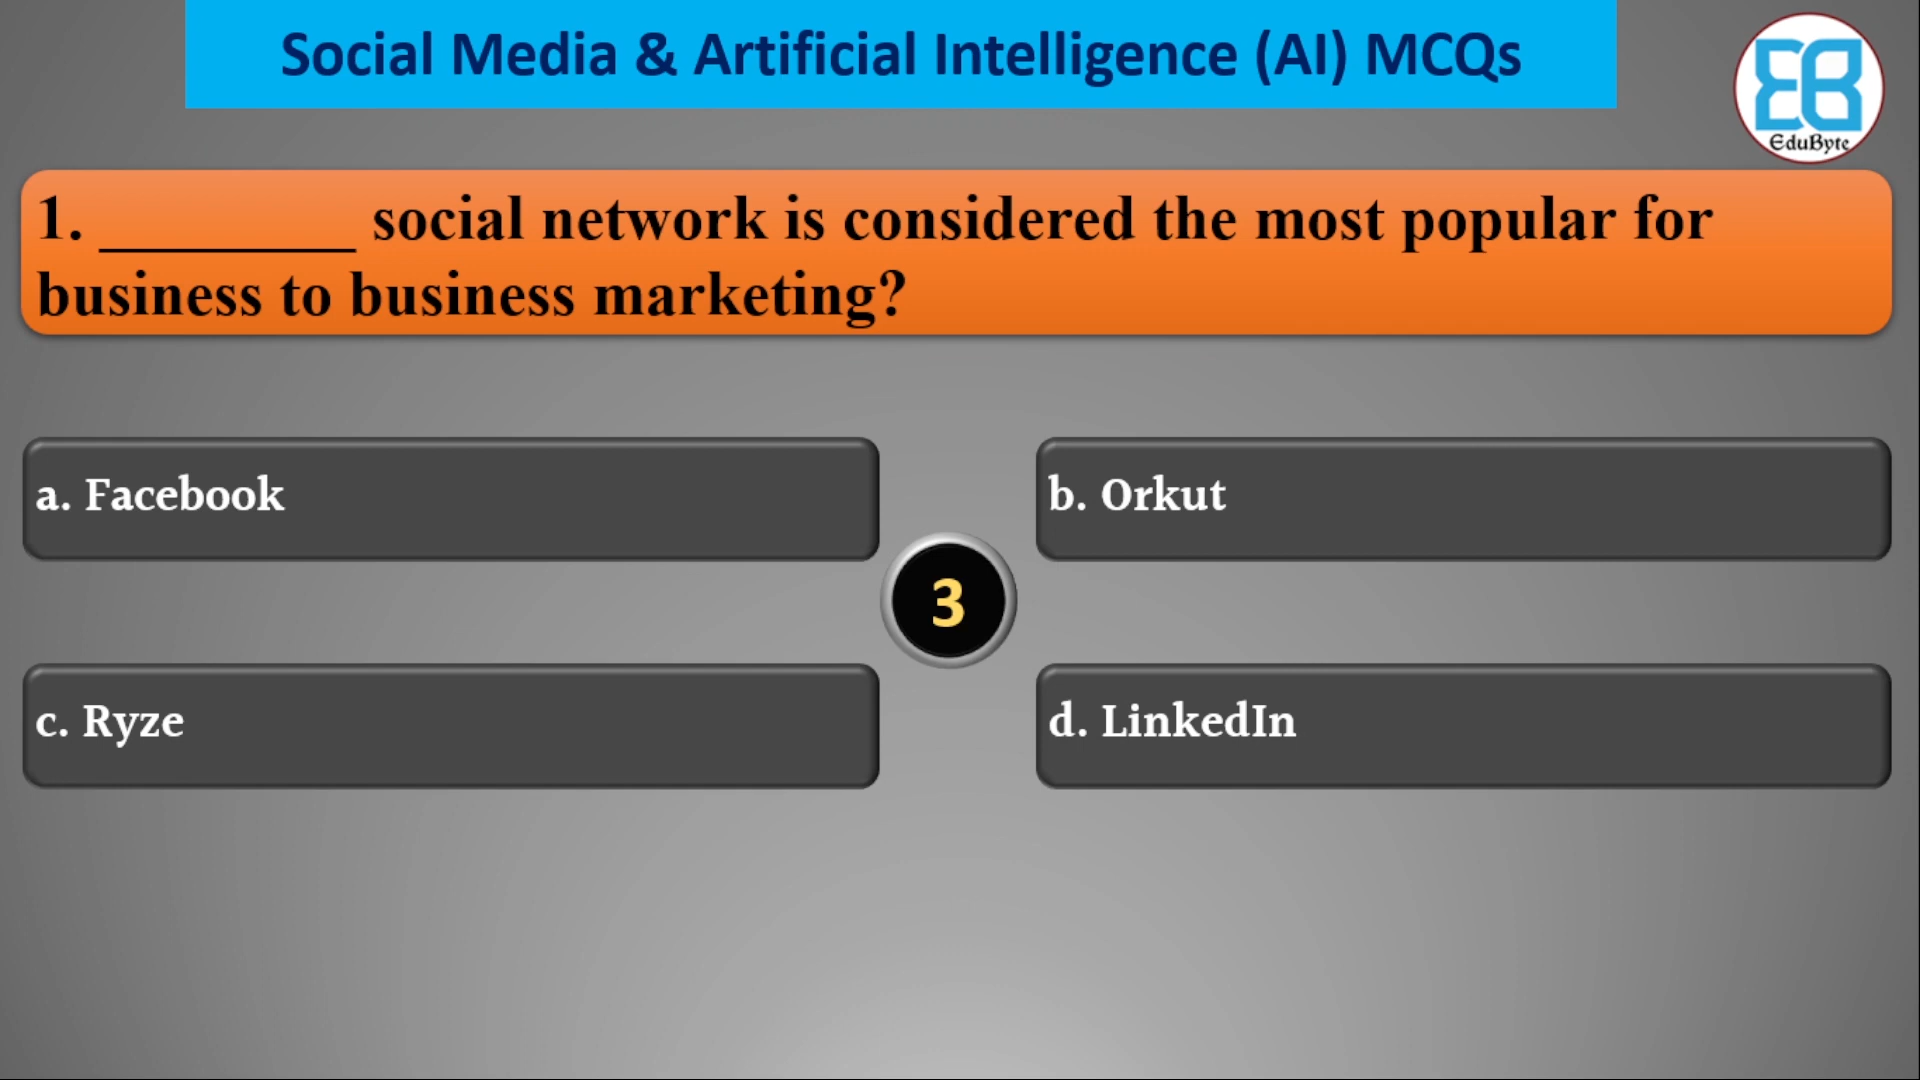 Social Media & Artificial Intelligence (AI) MCQs
EduByte
1. ________ social network is considered the most popular for
business to business marketing?
a. Facebook
b. Orkut
3
c. Ryze
d. LinkedIn